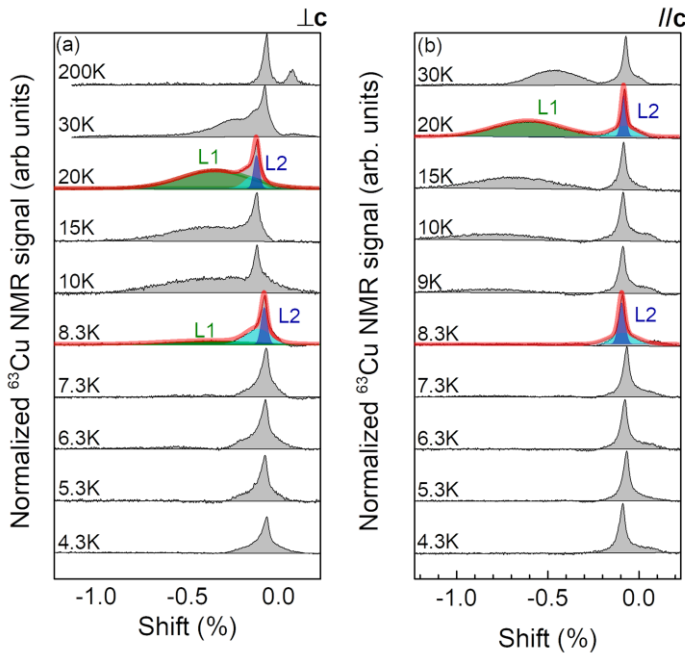 ⊥c
(a)
200K
30K
L1
L2
20K
15K
10K
L2
L1
8.3K
7.3K
6.3K
5.3K
4.3K
-1.0 -0.5 0.0
Shift (%)
Normalized ⁶³Cu NMR signal (arb units)
//c
(b)
30K
L1
L2
20K
15K
10K
9K
L2
8.3K
7.3K
6.3K
5.3K
4.3K
-1.0 -0.5 0.0
Shift (%)
Normalized ⁶³Cu NMR signal (arb. units)